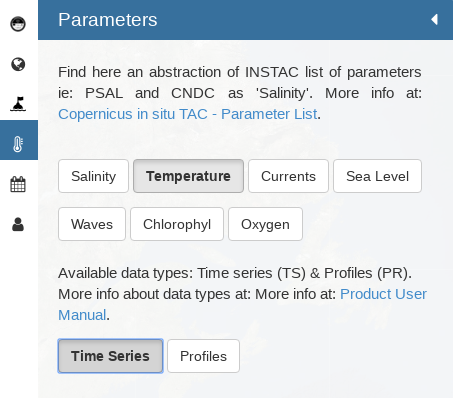 Parameters
Find here an abstraction of INSTAC list of parameters
ie: PSAL and CNDC as 'Salinity'. More info at:
Copernicus in situ TAC - Parameter List.
Salinity Temperature Currents Sea Level
Waves Chlorophyl Oxygen
Available data types: Time series (TS) & Profiles (PR).
More info about data types at: More info at: Product User
Manual.
Time Series Profiles